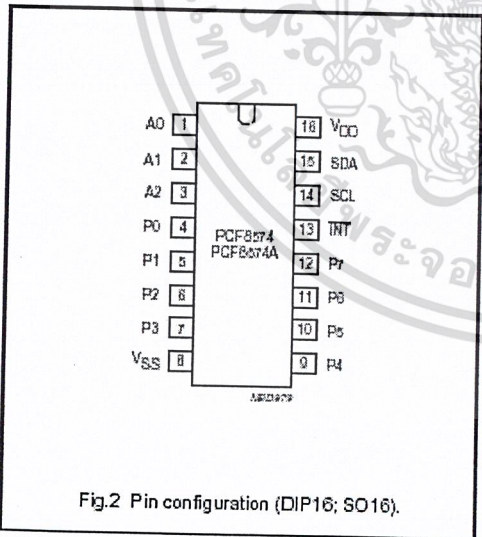 A0 1 16 VDD
A1 2 15 SDA
A2 3 14 SCL
P0 4 13 INT
PCF8574
P1 5 12 P7
PCF8574A
P2 6 11 P6
P3 7 10 P5
VSS 8 9 P4
Fig.2 Pin configuration (DIP16; SO16).